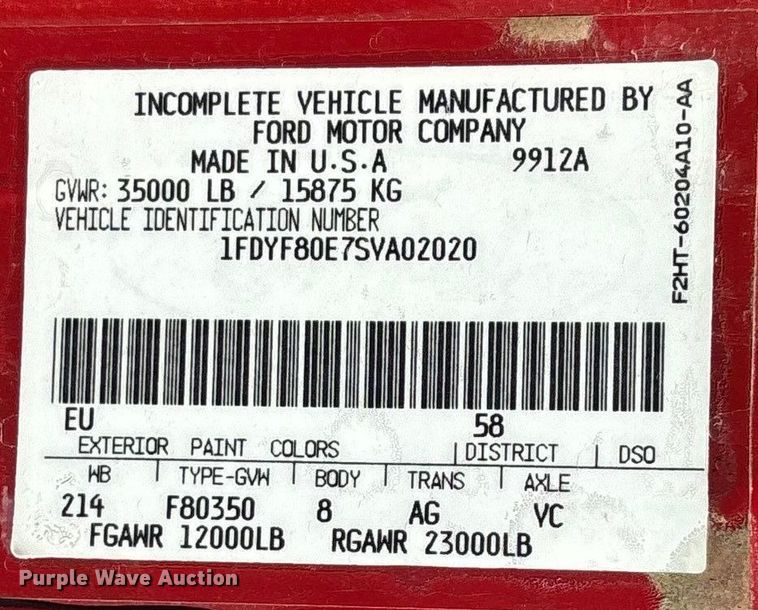 INCOMPLETE VEHICLE MANUFACTURED BY
FORD MOTOR COMPANY
MADE IN U.S.A 9912A
GVWR: 35000 LB / 15875 KG
VEHICLE IDENTIFICATION NUMBER
1FDYF80E7SVA02020
F2HT-60204A10-AA
EU 58
EXTERIOR PAINT COLORS DISTRICT DSO
WB TYPE-GVW BODY TRANS AXLE
214 F80350 8 AG VC
FGAWR 12000LB RGAWR 23000LB
Purple Wave Auction